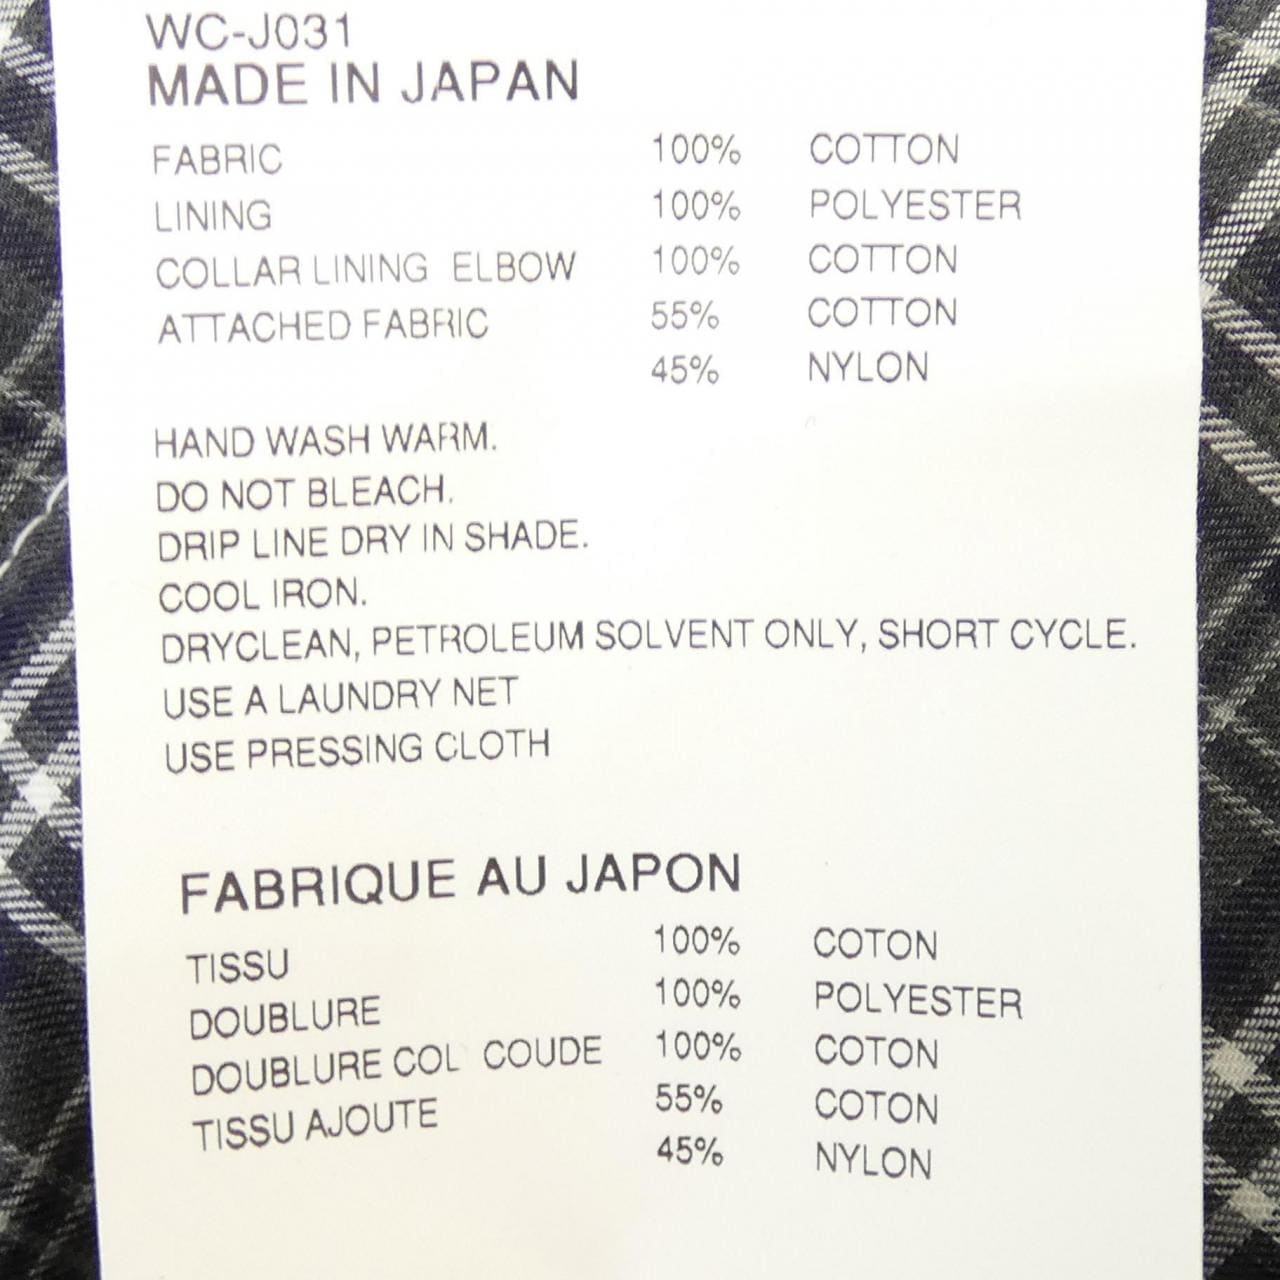 WC-J031
MADE IN JAPAN
FABRIC 100% COTTON
LINING 100% POLYESTER
COLLAR LINING ELBOW 100% COTTON
ATTACHED FABRIC 55% COTTON
45% NYLON
HAND WASH WARM.
DO NOT BLEACH.
DRIP LINE DRY IN SHADE.
COOL IRON.
DRYCLEAN, PETROLEUM SOLVENT ONLY, SHORT CYCLE.
USE A LAUNDRY NET
USE PRESSING CLOTH
FABRIQUE AU JAPON
TISSU 100% COTON
DOUBLURE 100% POLYESTER
DOUBLURE COL COUDE 100% COTON
TISSU AJOUTE 55% COTON
45% NYLON